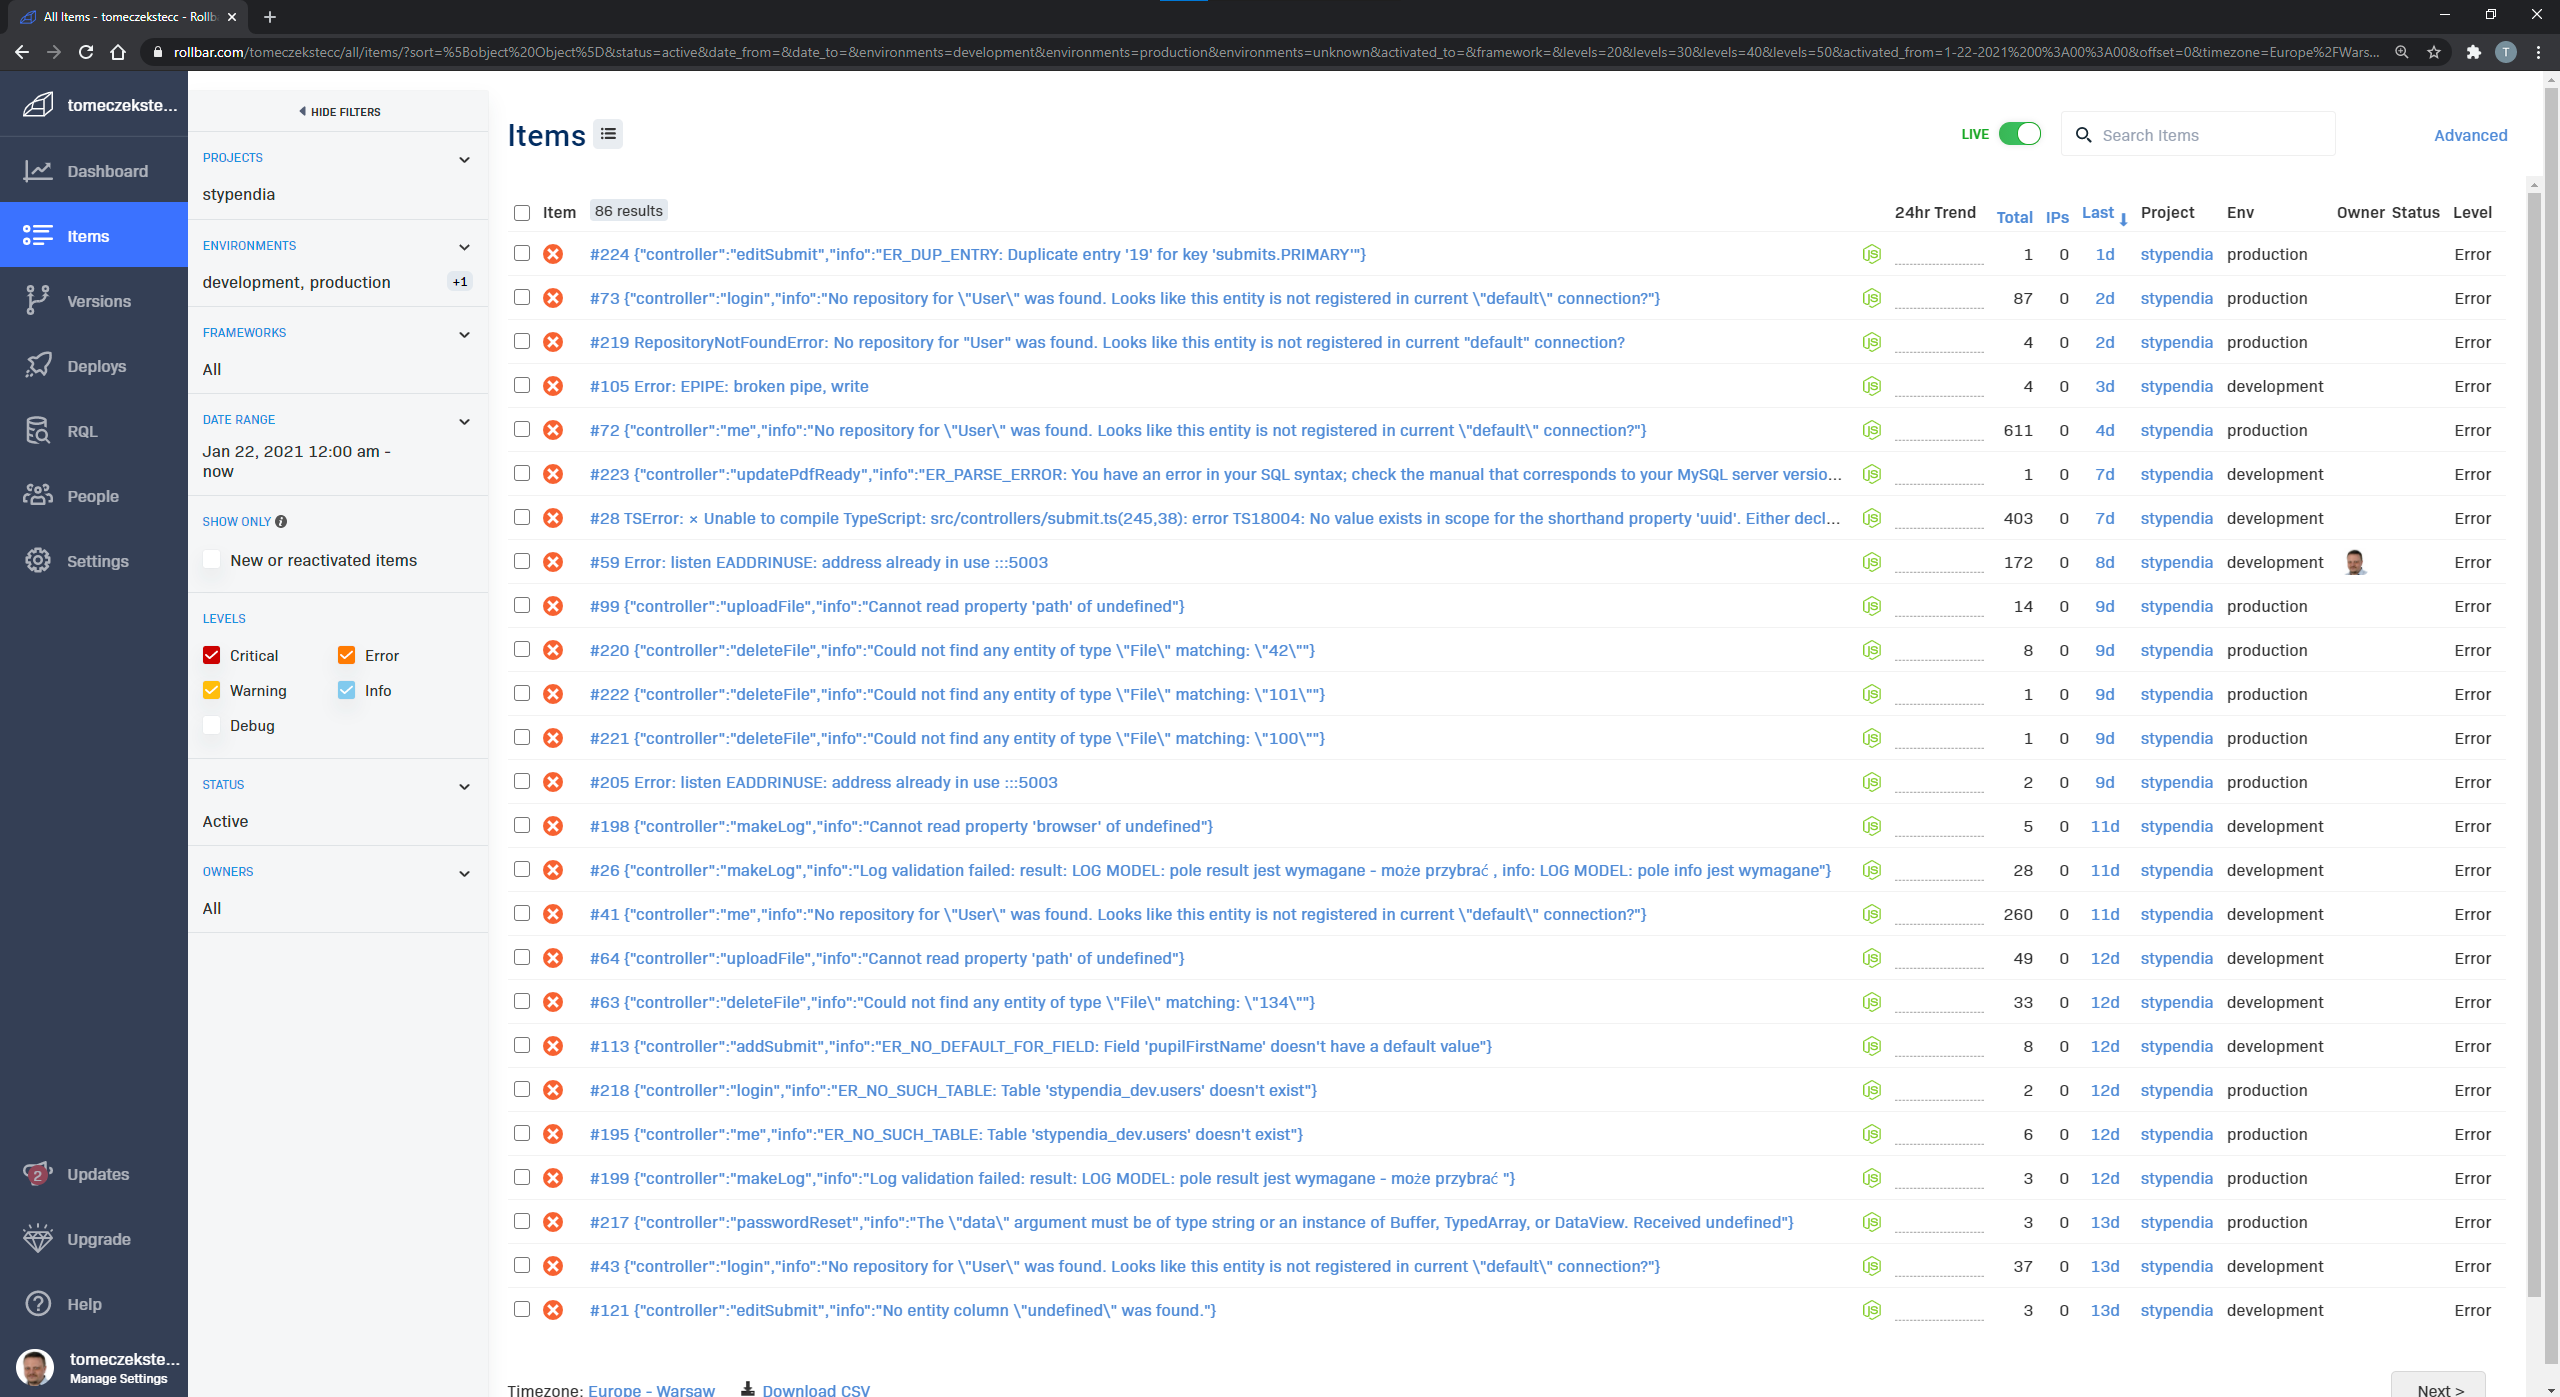 All Items - tomeczekstecc - Rollb
rollbar.com/tomeczekstecc/all/items/?sort=%5Bobject%20Object%5D&status=active&date_from=&date_to=&environments=development&environments=production&environments=unknown&activated_to=&framework=&levels=20&levels=30&levels=40&levels=50&activated_from=1-22-2021%200%3A00%3A00&offset=0&timezone=Europe%2FWars...
T
tomeczekste...
Dashboard
Items
Versions
Deploys
RQL
People
Settings
2 Updates
Upgrade
Help
tomeczekste...
Manage Settings
HIDE FILTERS
PROJECTS
stypendia
ENVIRONMENTS
development, production +1
FRAMEWORKS
All
DATE RANGE
Jan 22, 2021 12:00 am -
now
SHOW ONLY
New or reactivated items
LEVELS
Critical Error
Warning Info
Debug
STATUS
Active
OWNERS
All
Items
LIVE Search Items Advanced
Item 86 results 24hr Trend Total IPs Last Project Env Owner Status Level
#224 {"controller":"editSubmit","info":"ER_DUP_ENTRY: Duplicate entry '19' for key 'submits.PRIMARY'"} 1 0 1d stypendia production Error
#73 {"controller":"login","info":"No repository for \"User\" was found. Looks like this entity is not registered in current \"default\" connection?"} 87 0 2d stypendia production Error
#219 RepositoryNotFoundError: No repository for "User" was found. Looks like this entity is not registered in current "default" connection? 4 0 2d stypendia production Error
#105 Error: EPIPE: broken pipe, write 4 0 3d stypendia development Error
#72 {"controller":"me","info":"No repository for \"User\" was found. Looks like this entity is not registered in current \"default\" connection?"} 611 0 4d stypendia production Error
#223 {"controller":"updatePdfReady","info":"ER_PARSE_ERROR: You have an error in your SQL syntax; check the manual that corresponds to your MySQL server versio... 1 0 7d stypendia development Error
#28 TSError: × Unable to compile TypeScript: src/controllers/submit.ts(245,38): error TS18004: No value exists in scope for the shorthand property 'uuid'. Either decl... 403 0 7d stypendia development Error
#59 Error: listen EADDRINUSE: address already in use :::5003 172 0 8d stypendia development Error
#99 {"controller":"uploadFile","info":"Cannot read property 'path' of undefined"} 14 0 9d stypendia production Error
#220 {"controller":"deleteFile","info":"Could not find any entity of type \"File\" matching: \"42\""} 8 0 9d stypendia production Error
#222 {"controller":"deleteFile","info":"Could not find any entity of type \"File\" matching: \"101\""} 1 0 9d stypendia production Error
#221 {"controller":"deleteFile","info":"Could not find any entity of type \"File\" matching: \"100\""} 1 0 9d stypendia production Error
#205 Error: listen EADDRINUSE: address already in use :::5003 2 0 9d stypendia production Error
#198 {"controller":"makeLog","info":"Cannot read property 'browser' of undefined"} 5 0 11d stypendia development Error
#26 {"controller":"makeLog","info":"Log validation failed: result: LOG MODEL: pole result jest wymagane - może przybrać , info: LOG MODEL: pole info jest wymagane"} 28 0 11d stypendia development Error
#41 {"controller":"me","info":"No repository for \"User\" was found. Looks like this entity is not registered in current \"default\" connection?"} 260 0 11d stypendia development Error
#64 {"controller":"uploadFile","info":"Cannot read property 'path' of undefined"} 49 0 12d stypendia development Error
#63 {"controller":"deleteFile","info":"Could not find any entity of type \"File\" matching: \"134\""} 33 0 12d stypendia development Error
#113 {"controller":"addSubmit","info":"ER_NO_DEFAULT_FOR_FIELD: Field 'pupilFirstName' doesn't have a default value"} 8 0 12d stypendia development Error
#218 {"controller":"login","info":"ER_NO_SUCH_TABLE: Table 'stypendia_dev.users' doesn't exist"} 2 0 12d stypendia production Error
#195 {"controller":"me","info":"ER_NO_SUCH_TABLE: Table 'stypendia_dev.users' doesn't exist"} 6 0 12d stypendia production Error
#199 {"controller":"makeLog","info":"Log validation failed: result: LOG MODEL: pole result jest wymagane - może przybrać "} 3 0 12d stypendia production Error
#217 {"controller":"passwordReset","info":"The \"data\" argument must be of type string or an instance of Buffer, TypedArray, or DataView. Received undefined"} 3 0 13d stypendia production Error
#43 {"controller":"login","info":"No repository for \"User\" was found. Looks like this entity is not registered in current \"default\" connection?"} 37 0 13d stypendia development Error
#121 {"controller":"editSubmit","info":"No entity column \"undefined\" was found."} 3 0 13d stypendia development Error
Timezone: Europe - Warsaw Download CSV Next >